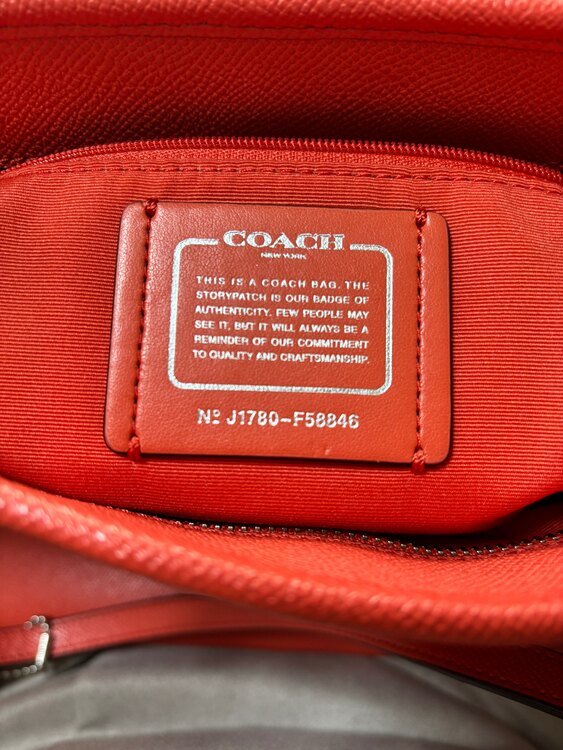 COACH
NEW YORK
THIS IS A COACH BAG. THE
STORYPATCH IS OUR BADGE OF
AUTHENTICITY. FEW PEOPLE MAY
SEE IT, BUT IT WILL ALWAYS BE A
REMINDER OF OUR COMMITMENT
TO QUALITY AND CRAFTSMANSHIP.
Nº J1780-F58846